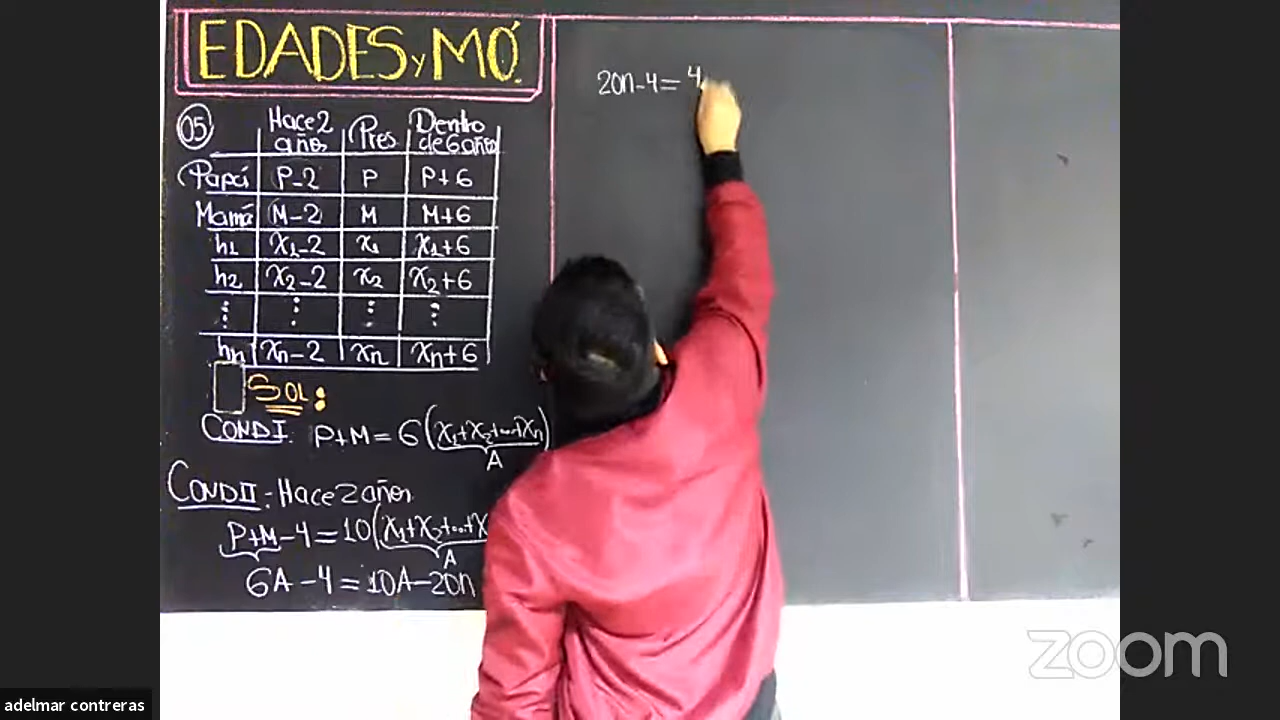 EDADES y MÓ
05
Hace 2 años | Pres | Dentro de 6 años
Papá | P-2 | P | P+6
Mamá | M-2 | M | M+6
h1 | x1-2 | x1 | x1+6
h2 | x2-2 | x2 | x2+6
⋮ | ⋮ | ⋮ | ⋮
hn | xn-2 | xn | xn+6
SOL:
COND I. P+M = 6(x1+x2+...+xn)
A
COND II: Hace 2 años
P+M-4 = 10(x1+x2+...+x
A
6A-4 = 10A-20n
20n-4= 4
zoom
adelmar contreras